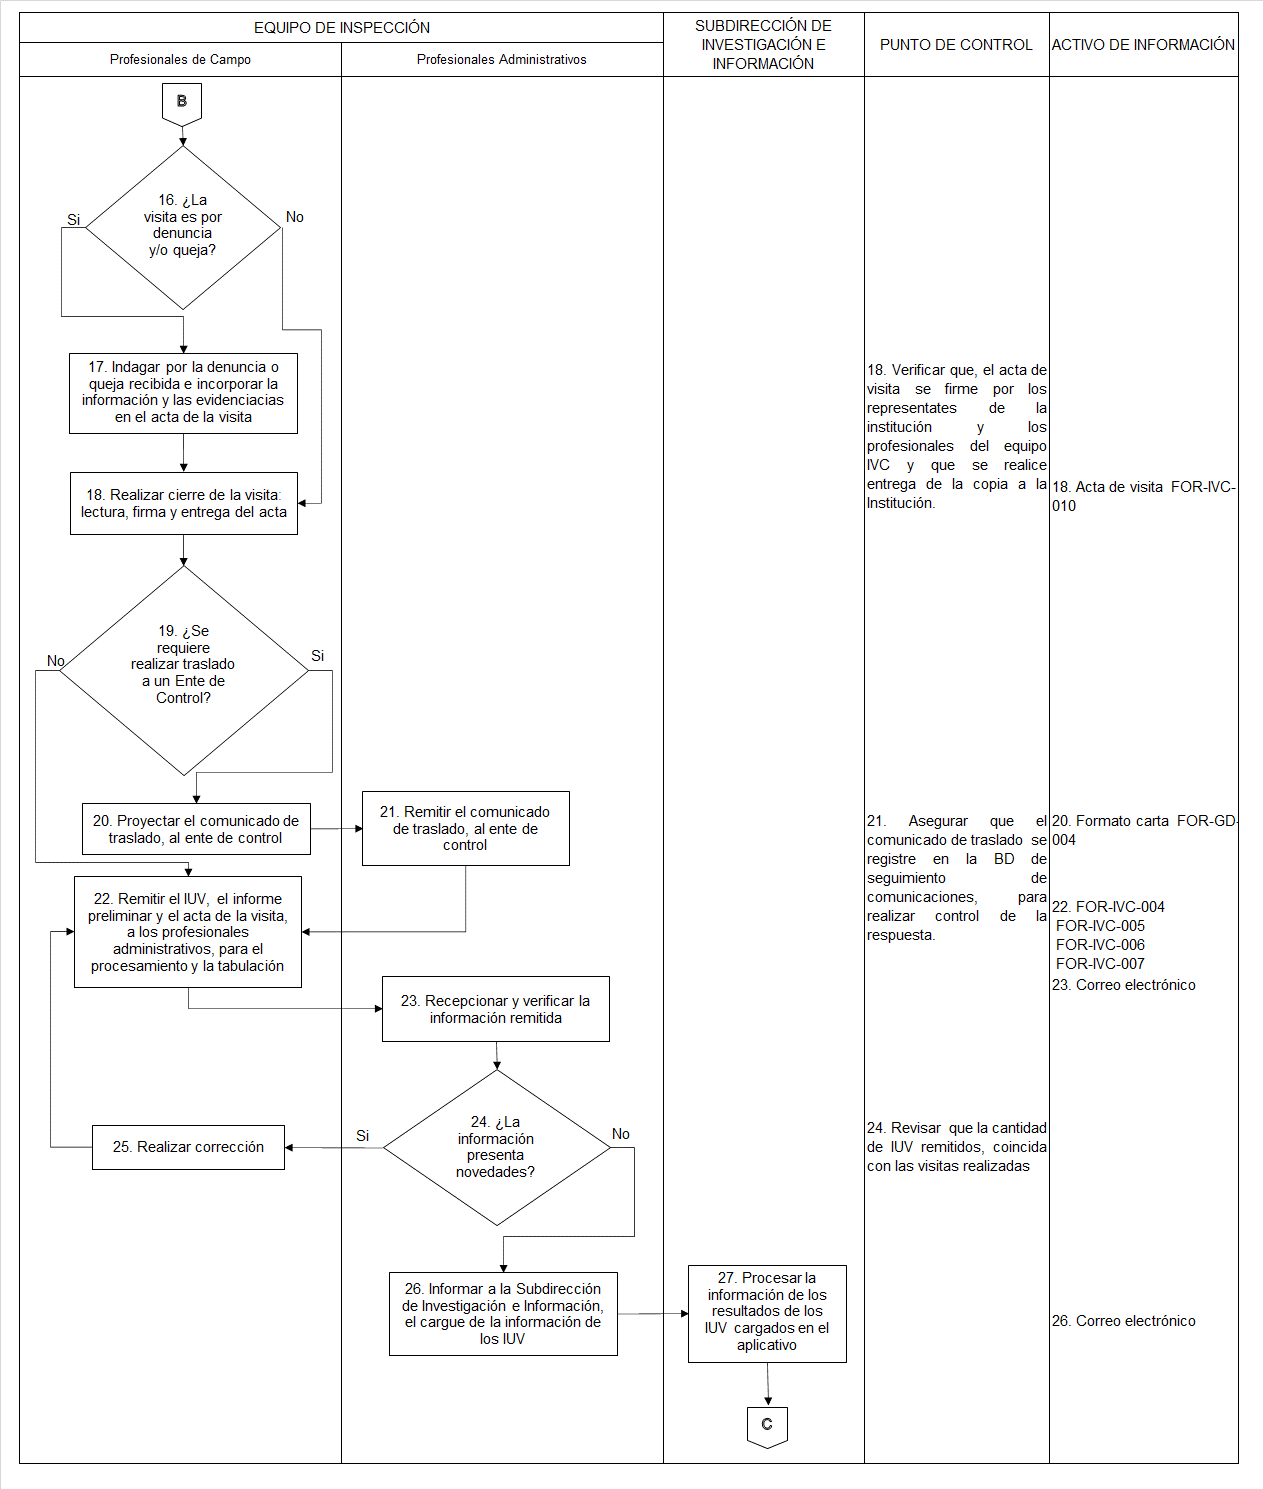 EQUIPO DE INSPECCIÓN
SUBDIRECCIÓN DE
INVESTIGACIÓN E
INFORMACIÓN
PUNTO DE CONTROL
ACTIVO DE INFORMACIÓN
Profesionales de Campo
Profesionales Administrativos
B
16. ¿La
visita es por
denuncia
y/o queja?
Si
No
17. Indagar por la denuncia o
queja recibida e incorporar la
información y las evidenciacias
en el acta de la visita
18. Realizar cierre de la visita:
lectura, firma y entrega del acta
18. Verificar que, el acta de
visita se firme por los
representates de la
institución y los
profesionales del equipo
IVC y que se realice
entrega de la copia a la
Institución.
18. Acta de visita FOR-IVC-
010
19. ¿Se
requiere
realizar traslado
a un Ente de
Control?
No
Si
20. Proyectar el comunicado de
traslado, al ente de control
21. Remitir el comunicado
de traslado, al ente de
control
21. Asegurar que el
comunicado de traslado se
registre en la BD de
seguimiento de
comunicaciones, para
realizar control de la
respuesta.
20. Formato carta FOR-GD-
004
22. Remitir el IUV, el informe
preliminar y el acta de la visita,
a los profesionales
administrativos, para el
procesamiento y la tabulación
22. FOR-IVC-004
FOR-IVC-005
FOR-IVC-006
FOR-IVC-007
23. Correo electrónico
23. Recepcionar y verificar la
información remitida
24. ¿La
información
presenta
novedades?
Si
No
25. Realizar corrección
24. Revisar que la cantidad
de IUV remitidos, coincida
con las visitas realizadas
26. Informar a la Subdirección
de Investigación e Información,
el cargue de la información de
los IUV
27. Procesar la
información de los
resultados de los
IUV cargados en el
aplicativo
26. Correo electrónico
C